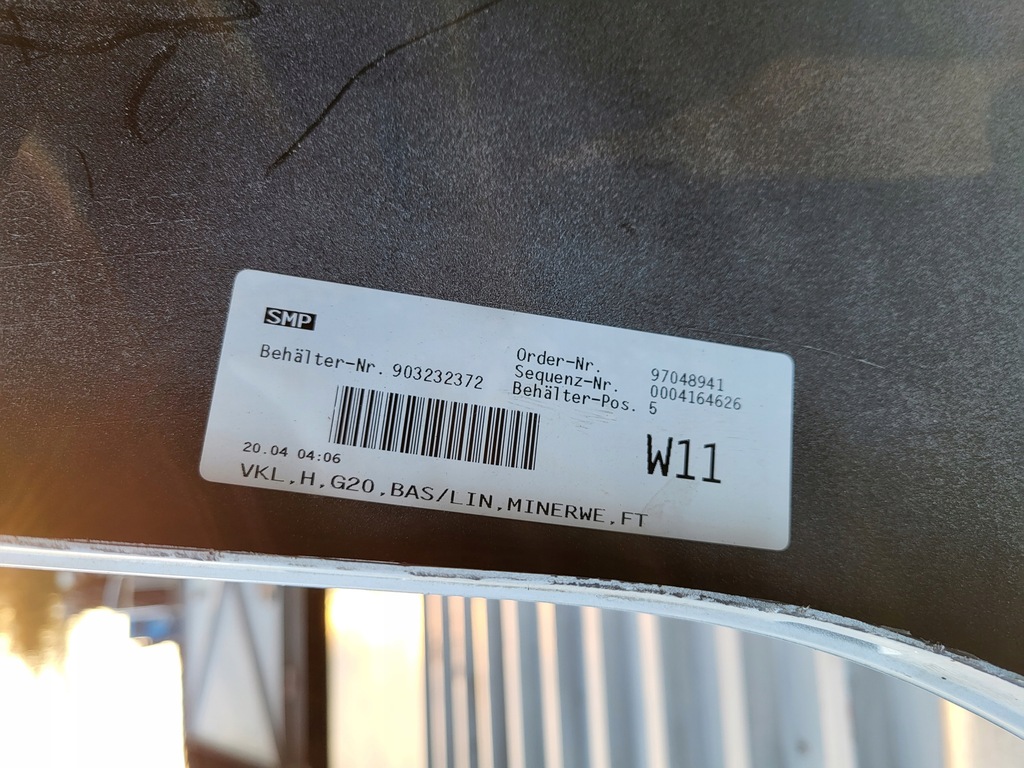 SMP
Behälter-Nr. 903232372
Order-Nr. 97048941
Sequenz-Nr. 0004164626
Behälter-Pos. 5
20.04 04:06
W11
VKL,H,G20,BAS/LIN,MINERWE,FT